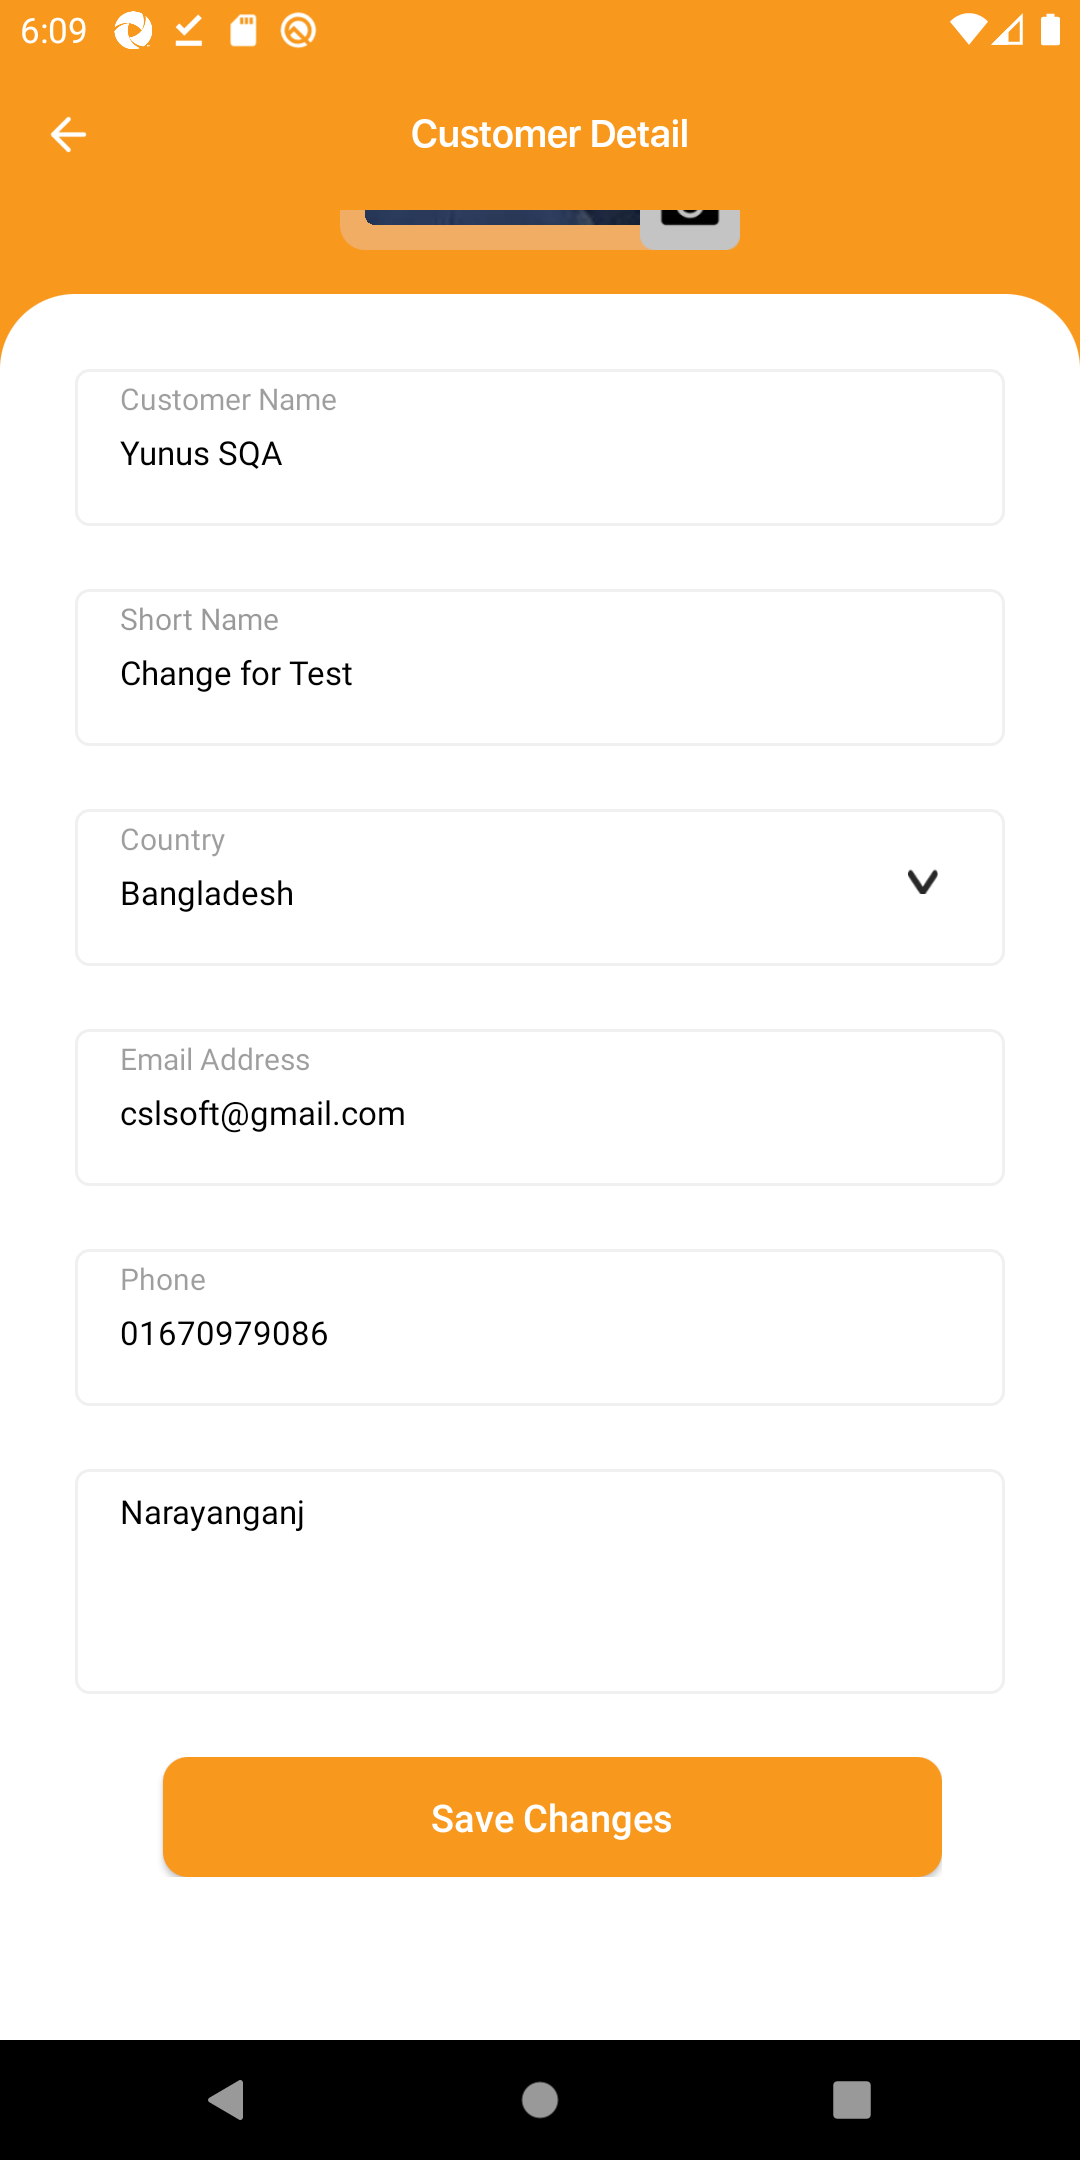 6:09
Customer Detail
Customer Name
Yunus SQA
Short Name
Change for Test
Country
Bangladesh
Email Address
cslsoft@gmail.com
Phone
01670979086
Narayanganj
Save Changes